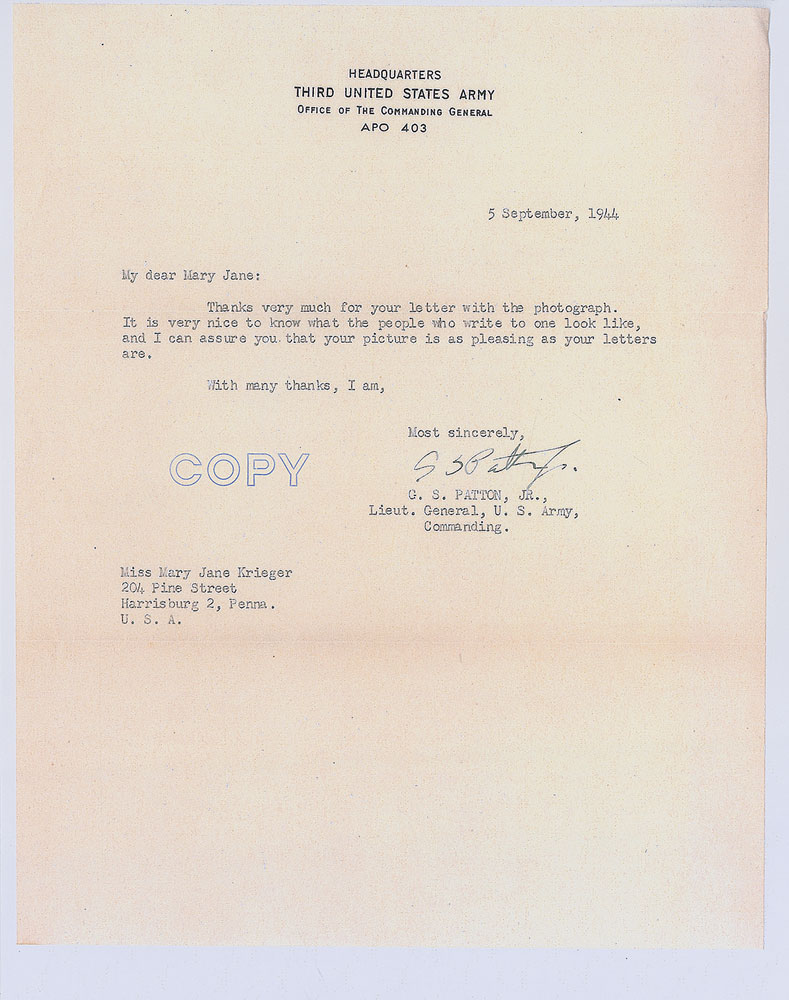 HEADQUARTERS
THIRD UNITED STATES ARMY
OFFICE OF THE COMMANDING GENERAL
APO 403
5 September, 1944
My dear Mary Jane:
Thanks very much for your letter with the photograph.
It is very nice to know what the people who write to one look like,
and I can assure you that your picture is as pleasing as your letters
are.
With many thanks, I am,
Most sincerely,
G S Patton Jr.
COPY
G. S. PATTON, JR.,
Lieut. General, U. S. Army,
Commanding.
Miss Mary Jane Krieger
204 Pine Street
Harrisburg 2, Penna.
U. S. A.